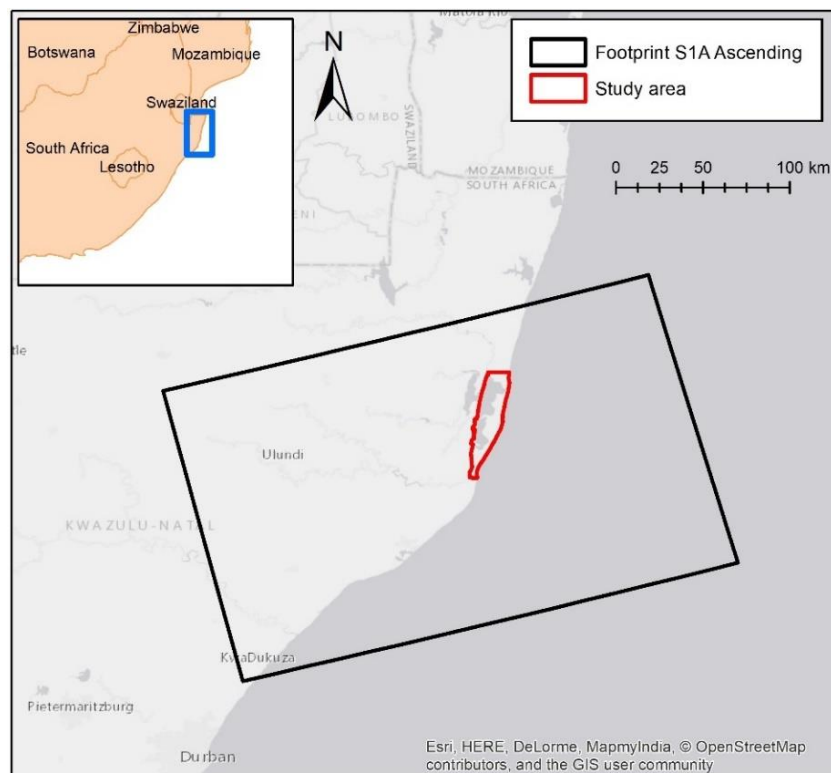 Zimbabwe
Botswana
Mozambique
Swaziland
South Africa
Lesotho
N
Footprint S1A Ascending
Study area
0 25 50 100 km
SWAZILAND
MOZAMBIQUE
SOUTH AFRICA
ENI
tle
Ulundi
KWAZULU-NATAL
KwaDukuza
Pietermaritzburg
Durban
Esri, HERE, DeLorme, MapmyIndia, © OpenStreetMap
contributors, and the GIS user community